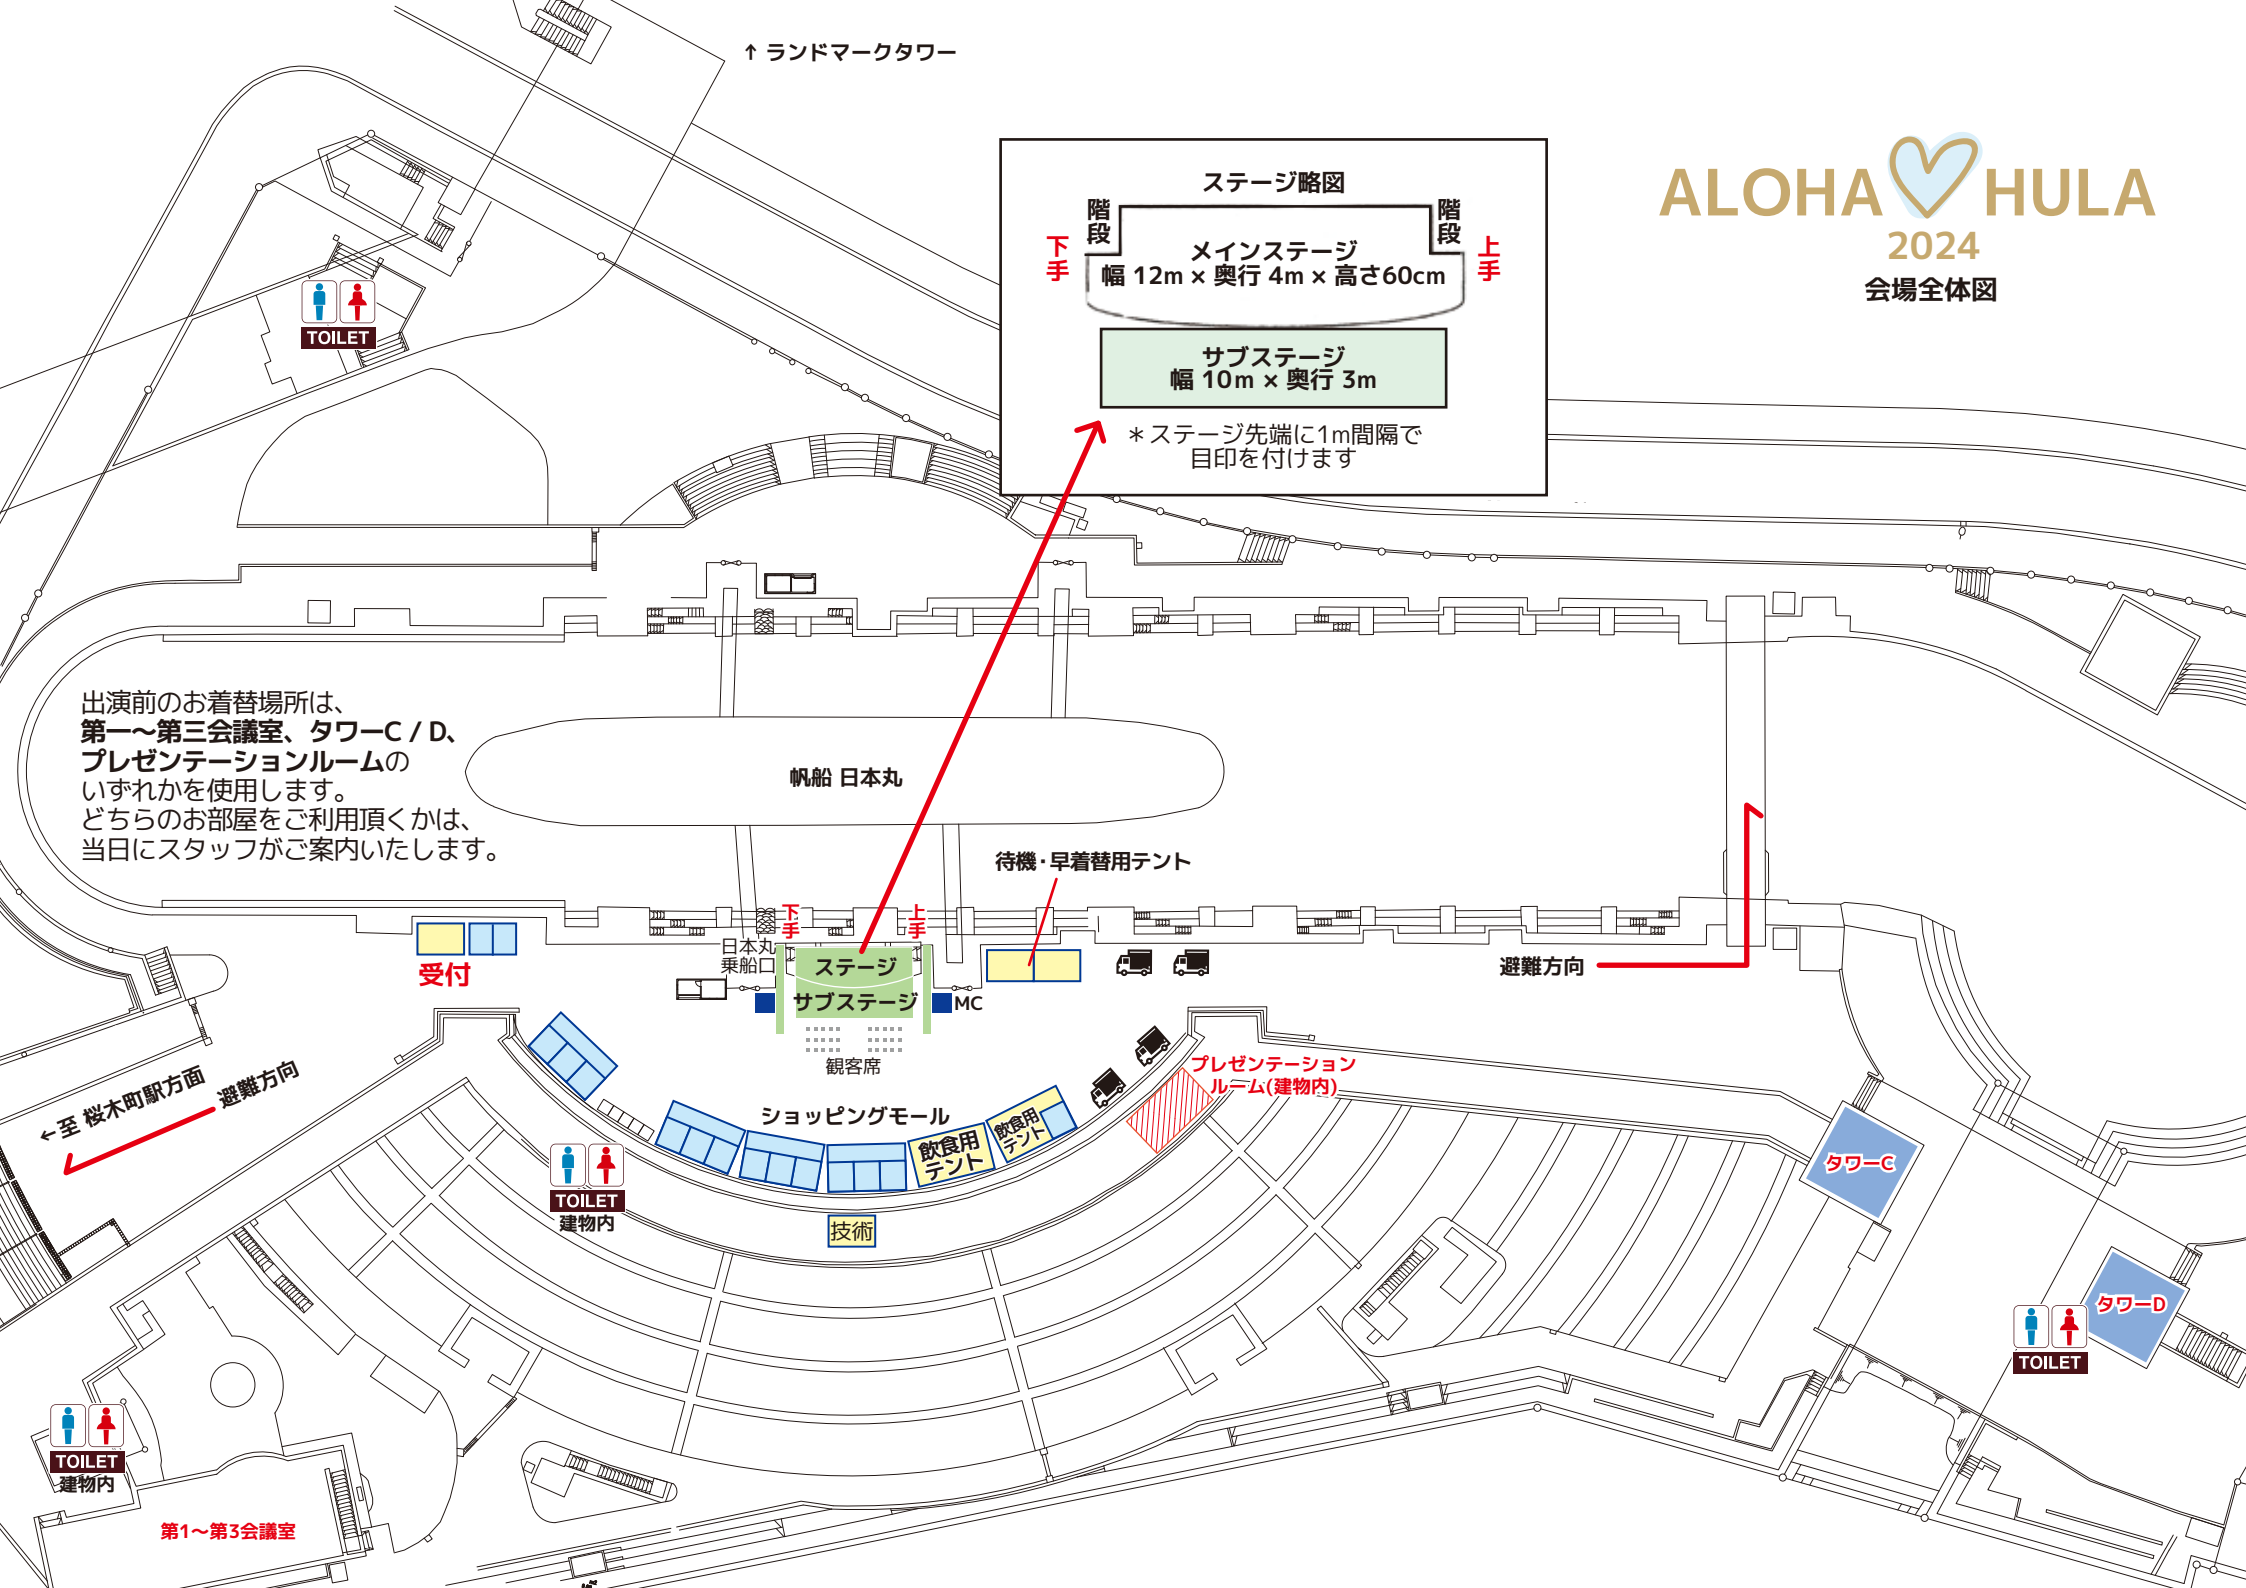 ↑ ランドマークタワー
ALOHA HULA
2024
会場全体図
ステージ略図
階段
階段
下手
上手
メインステージ
幅 12m × 奥行 4m × 高さ60cm
サブステージ
幅 10m × 奥行 3m
＊ステージ先端に1m間隔で
目印を付けます
TOILET
出演前のお着替場所は、
第一〜第三会議室、タワーC / D、
プレゼンテーションルームの
いずれかを使用します。
どちらのお部屋をご利用頂くかは、
当日にスタッフがご案内いたします。
帆船 日本丸
待機・早着替用テント
下手
上手
受付
日本丸
乗船口
ステージ
サブステージ
MC
観客席
避難方向
←至 桜木町駅方面
避難方向
プレゼンテーション
ルーム(建物内)
ショッピングモール
飲食用
テント
飲食用
テント
TOILET
建物内
技術
タワーC
タワーD
TOILET
TOILET
建物内
第1〜第3会議室